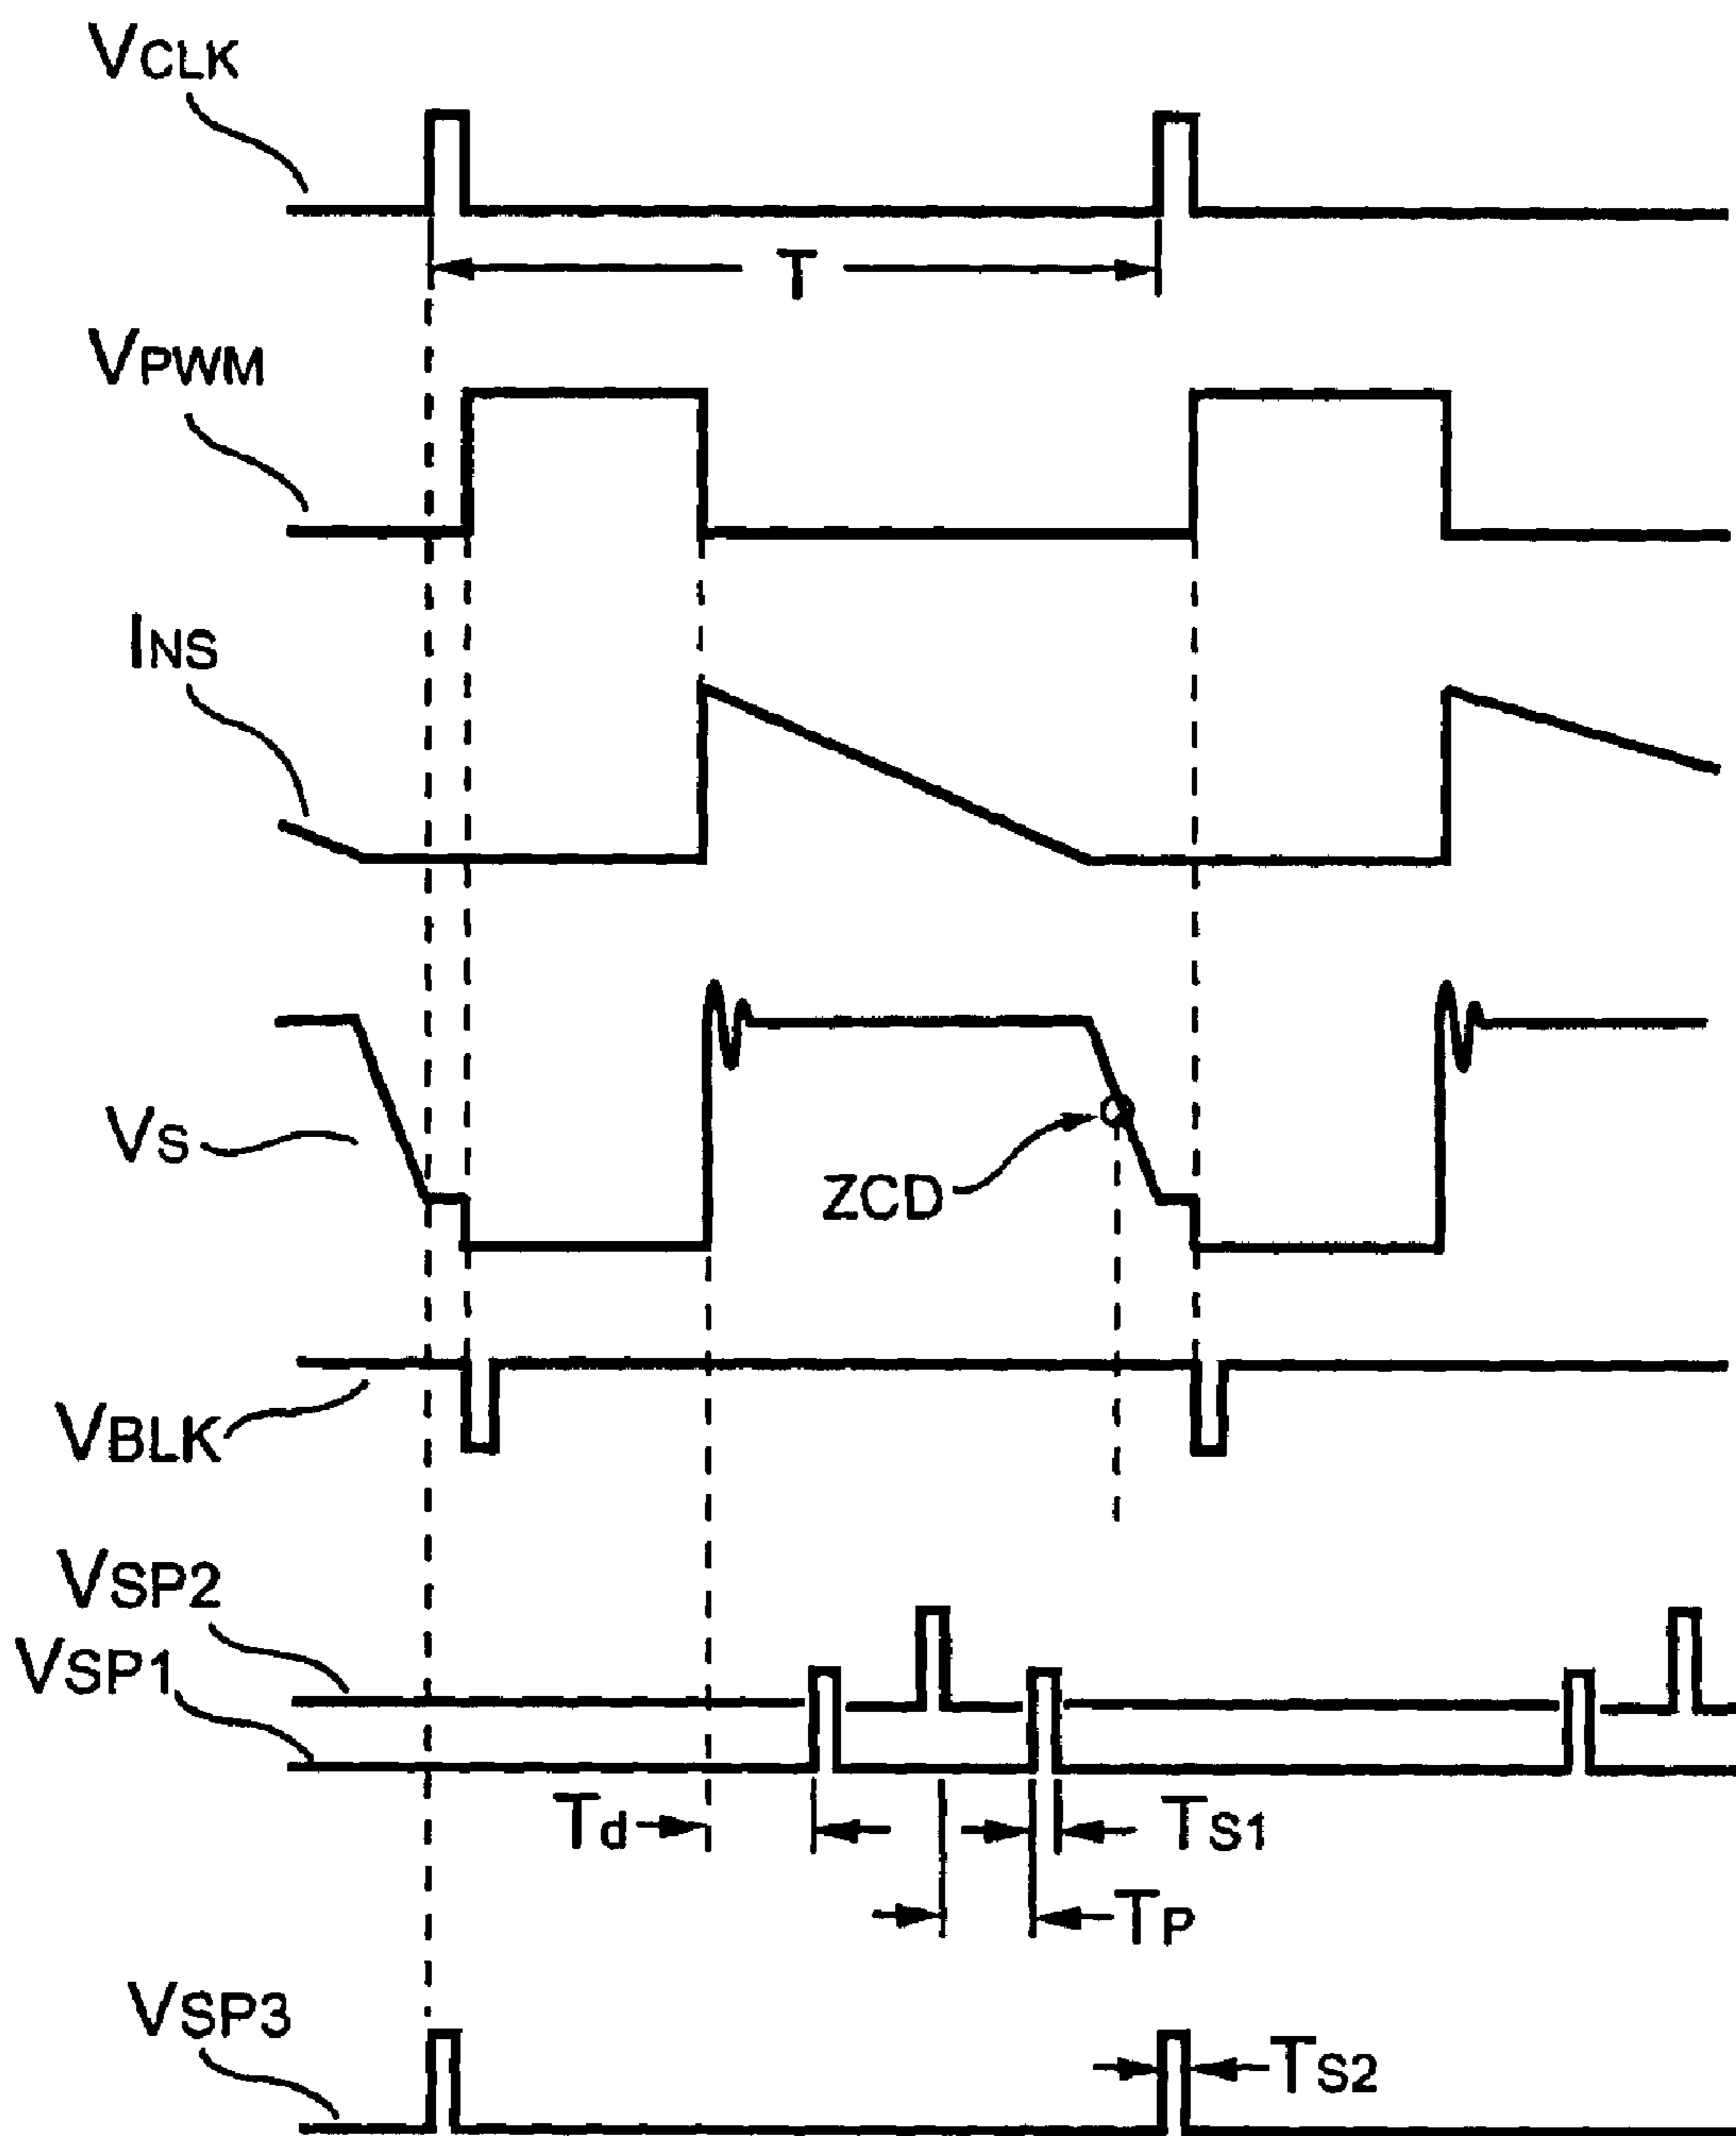 VCLK
T
VPWM
INS
VS
ZCD
VBLK
VSP2
VSP1
Td
TS1
TP
VSP3
TS2